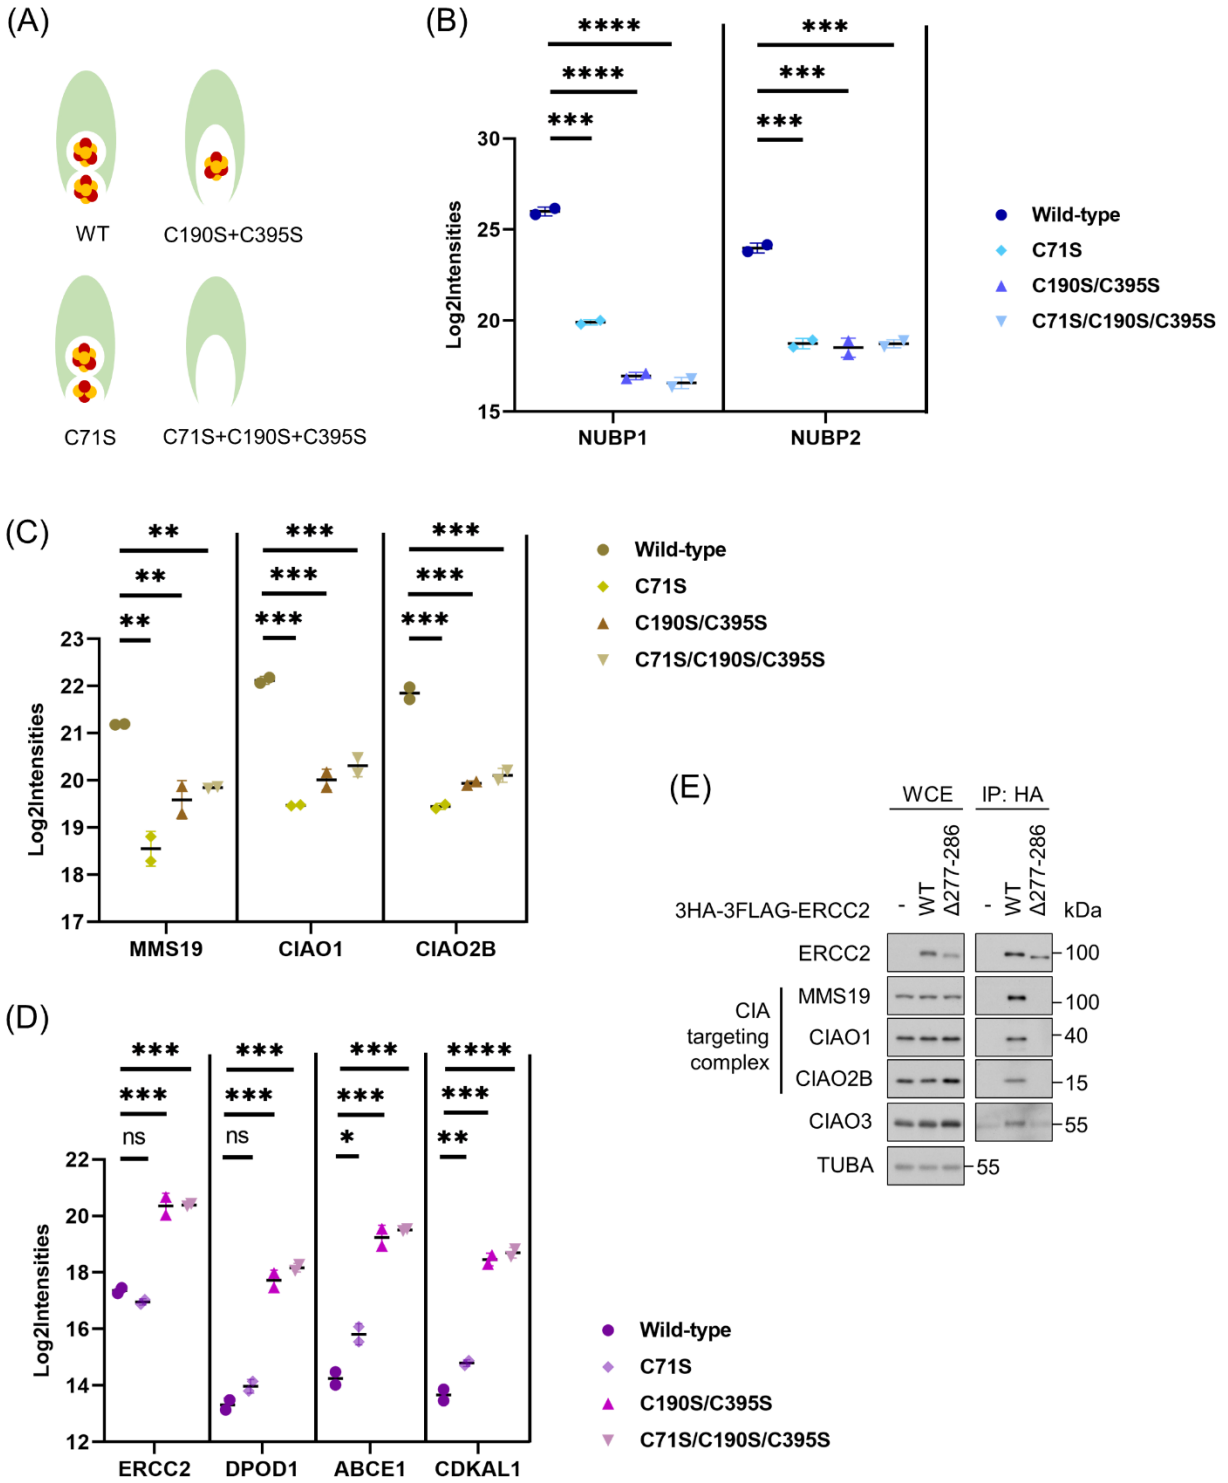 (A)
WT
C190S+C395S
C71S
C71S+C190S+C395S
(B)
****
****
***
***
***
***
Log2Intensities
30
25
20
15
NUBP1
NUBP2
Wild-type
C71S
C190S/C395S
C71S/C190S/C395S
(C)
**
**
**
***
***
***
***
***
***
Log2Intensities
23
22
21
20
19
18
17
MMS19
CIAO1
CIAO2B
Wild-type
C71S
C190S/C395S
C71S/C190S/C395S
(D)
***
***
ns
***
***
ns
***
***
*
****
***
**
Log2Intensities
22
20
18
16
14
12
ERCC2
DPOD1
ABCE1
CDKAL1
Wild-type
C71S
C190S/C395S
C71S/C190S/C395S
(E)
WCE
IP: HA
3HA-3FLAG-ERCC2
- WT Δ277-286
- WT Δ277-286
kDa
ERCC2
100
CIA targeting complex
MMS19
100
CIAO1
40
CIAO2B
15
CIAO3
55
TUBA
55